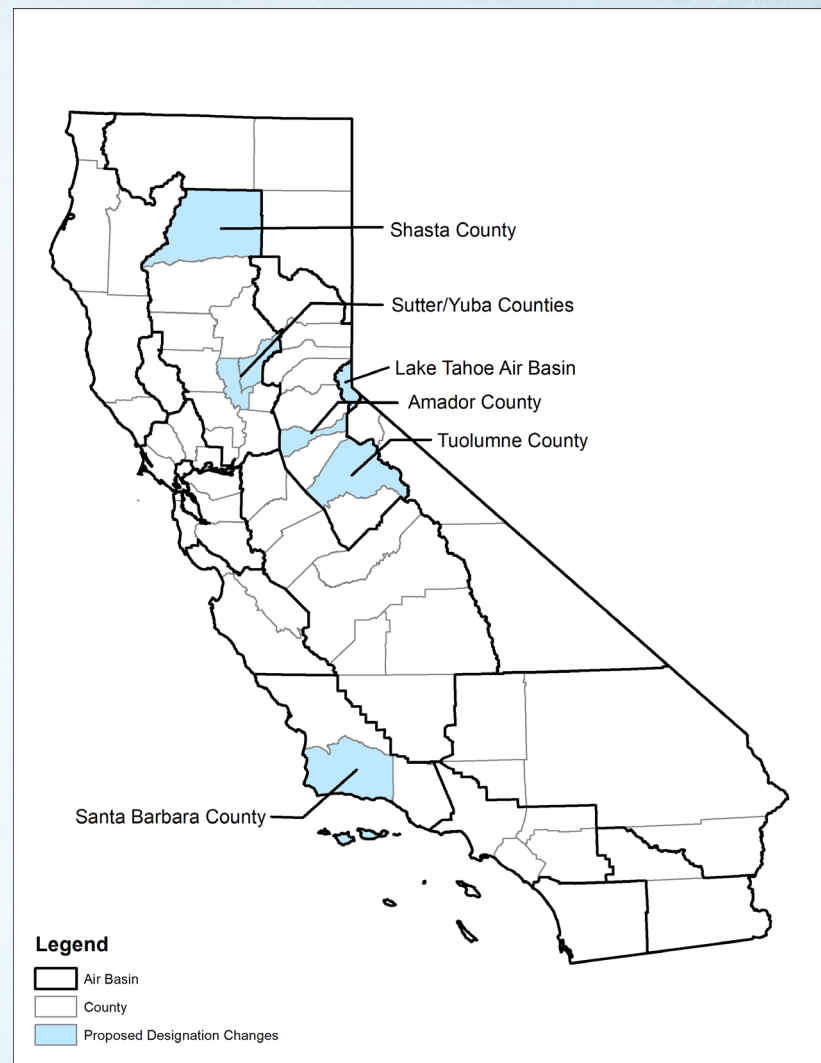 Shasta County
Sutter/Yuba Counties
Lake Tahoe Air Basin
Amador County
Tuolumne County
Santa Barbara County
Legend
Air Basin
County
Proposed Designation Changes